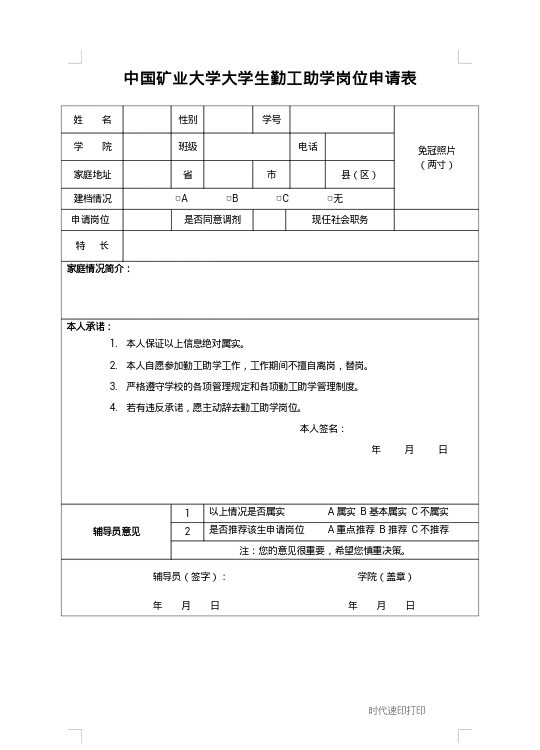 中国矿业大学大学生勤工助学岗位申请表
姓 名 性别 学号
学 院 班级 电话
免冠照片
（两寸）
家庭地址 省 市 县（区）
建档情况 □A □B □C □无
申请岗位 是否同意调剂 现任社会职务
特 长
家庭情况简介：
本人承诺：
1. 本人保证以上信息绝对属实。
2. 本人自愿参加勤工助学工作，工作期间不擅自离岗，替岗。
3. 严格遵守学校的各项管理规定和各项勤工助学管理制度。
4. 若有违反承诺，愿主动辞去勤工助学岗位。
本人签名：
年 月 日
辅导员意见
1 以上情况是否属实 A 属实 B 基本属实 C 不属实
2 是否推荐该生申请岗位 A 重点推荐 B 推荐 C 不推荐
注：您的意见很重要，希望您慎重决策。
辅导员（签字）： 学院（盖章）
年 月 日 年 月 日
时代速印打印